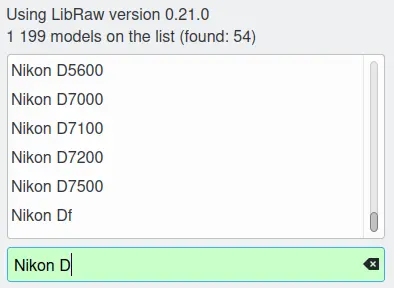 Using LibRaw version 0.21.0
1 199 models on the list (found: 54)
Nikon D5600
Nikon D7000
Nikon D7100
Nikon D7200
Nikon D7500
Nikon Df
Nikon D